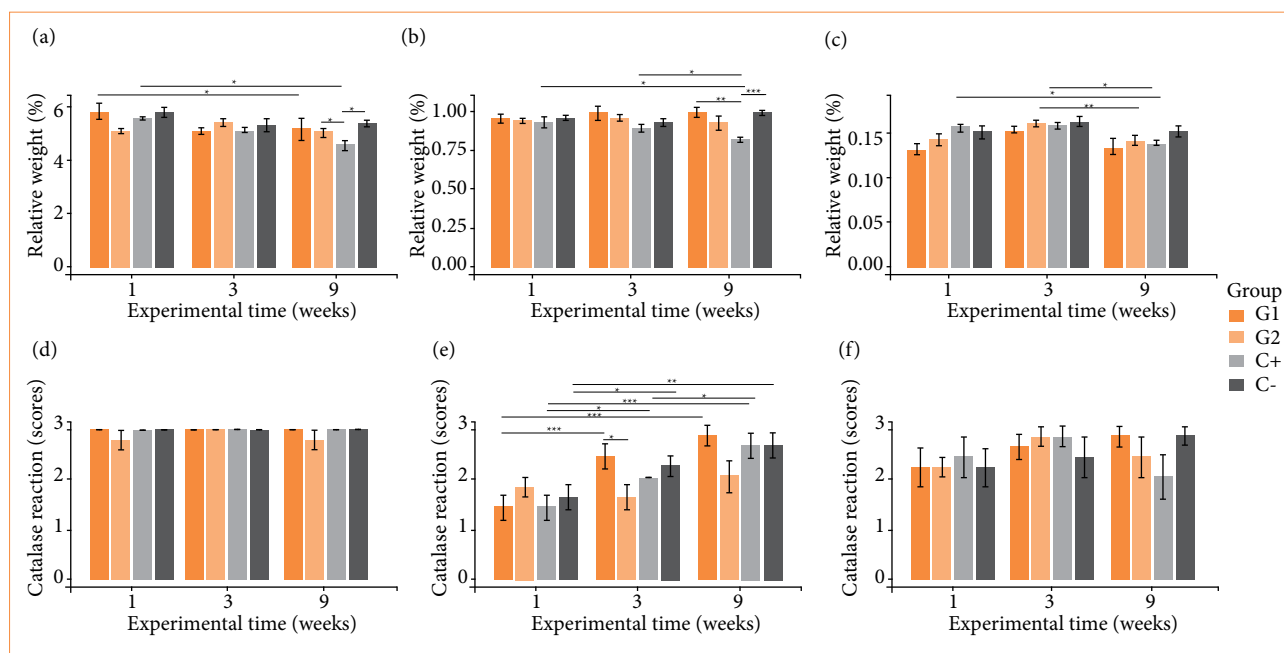 (a)
Relative weight (%)
6
4
2
0
* * * *
1 3 9
Experimental time (weeks)
(b)
Relative weight (%)
1.00
0.75
0.50
0.25
0.00
* * ** ***
1 3 9
Experimental time (weeks)
(c)
Relative weight (%)
0.15
0.10
0.05
0.00
* * **
1 3 9
Experimental time (weeks)
Group
G1
G2
C+
C-
(d)
Catalase reaction (scores)
3
2
1
0
1 3 9
Experimental time (weeks)
(e)
Catalase reaction (scores)
3
2
1
0
** * *** * * *** *** *
1 3 9
Experimental time (weeks)
(f)
Catalase reaction (scores)
3
2
1
0
1 3 9
Experimental time (weeks)